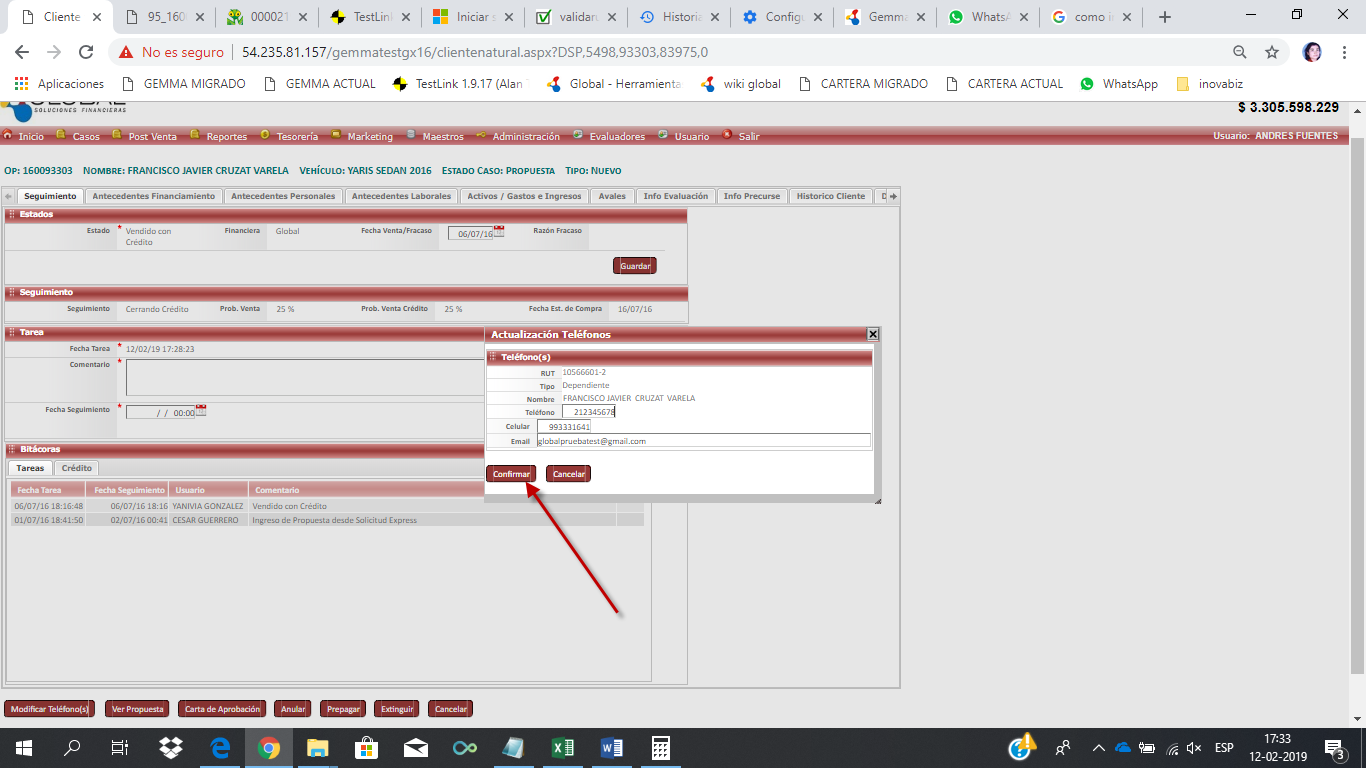 Cliente
95_160
000021
TestLink
Iniciar s
validar
Historia
Config
Gemma
WhatsA
como in
No es seguro | 54.235.81.157/gemmatestgx16/clientenatural.aspx?DSP,5498,93303,83975,0
Aplicaciones GEMMA MIGRADO GEMMA ACTUAL TestLink 1.9.17 (Alan Global - Herramienta wiki global CARTERA MIGRADO CARTERA ACTUAL WhatsApp inovabiz
GLOBAL
SOLUCIONES FINANCIERAS
$ 3.305.598.229
Inicio Casos Post Venta Reportes Tesorería Marketing Maestros Administración Evaluadores Usuario Salir Usuario: ANDRES FUENTES
OP: 160093303 NOMBRE: FRANCISCO JAVIER CRUZAT VARELA VEHÍCULO: YARIS SEDAN 2016 ESTADO CASO: PROPUESTA TIPO: NUEVO
Seguimiento Antecedentes Financiamiento Antecedentes Personales Antecedentes Laborales Activos / Gastos e Ingresos Avales Info Evaluación Info Precurse Historico Cliente D
Estados
Estado * Vendido con Crédito Financiera Global Fecha Venta/Fracaso 06/07/16 Razón Fracaso
Guardar
Seguimiento
Seguimiento Cerrando Crédito Prob. Venta 25 % Prob. Venta Crédito 25 % Fecha Est. de Compra 16/07/16
Tarea
Fecha Tarea * 12/02/19 17:28:23
Comentario *
Fecha Seguimiento * / / 00:00
Actualización Teléfonos
Teléfono(s)
RUT 10566601-2
Tipo Dependiente
Nombre FRANCISCO JAVIER CRUZAT VARELA
Teléfono 212345678
Celular 993331641
Email globalpruebatest@gmail.com
Confirmar Cancelar
Bitácoras
Tareas Crédito
Fecha Tarea Fecha Seguimiento Usuario Comentario
06/07/16 18:16:48 06/07/16 18:16 YANIVIA GONZALEZ Vendido con Crédito
01/07/16 18:41:50 02/07/16 00:41 CESAR GUERRERO Ingreso de Propuesta desde Solicitud Express
Modificar Teléfono(s) Ver Propuesta Carta de Aprobación Anular Prepagar Extinguir Cancelar
ESP
17:33
12-02-2019
3